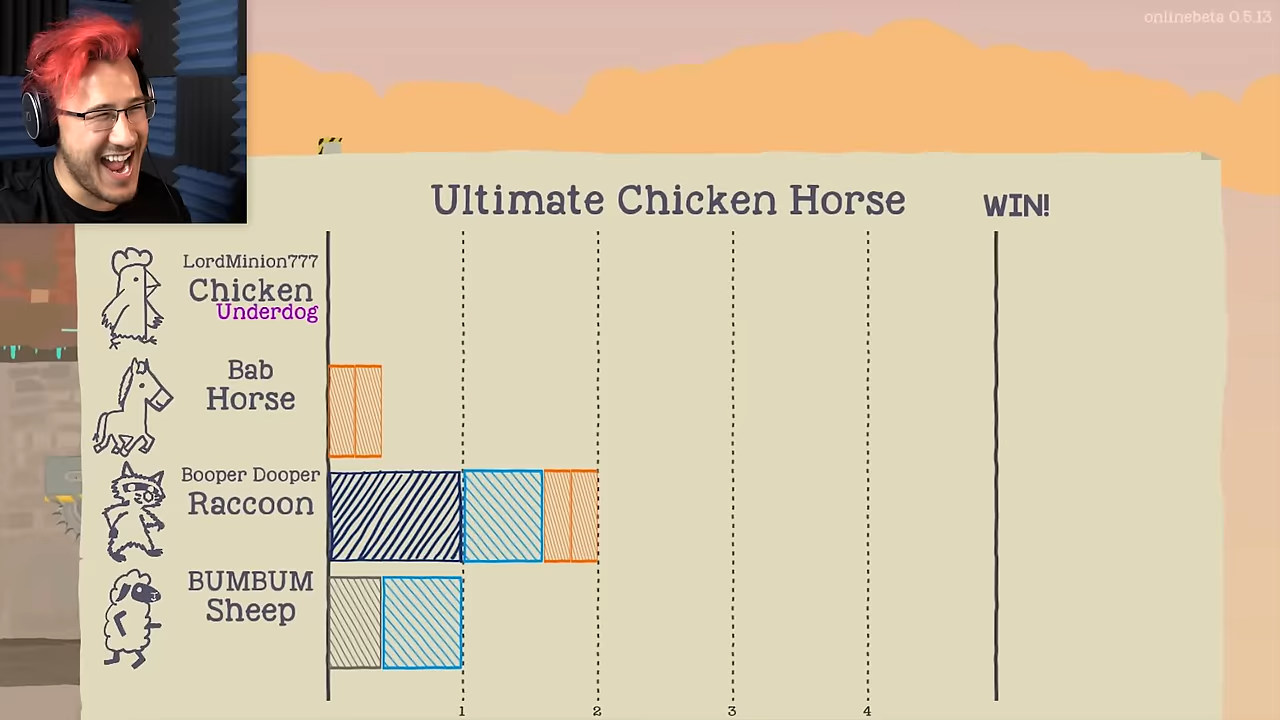 onlinebeta 0.5.13
Ultimate Chicken Horse
WIN!
LordMinion777
Chicken
Underdog
Bab
Horse
Booper Dooper
Raccoon
BUMBUM
Sheep
1 2 3 4